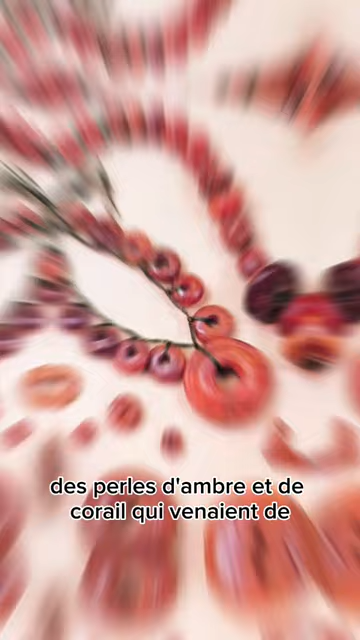 des perles d'ambre et de
corail qui venaient de